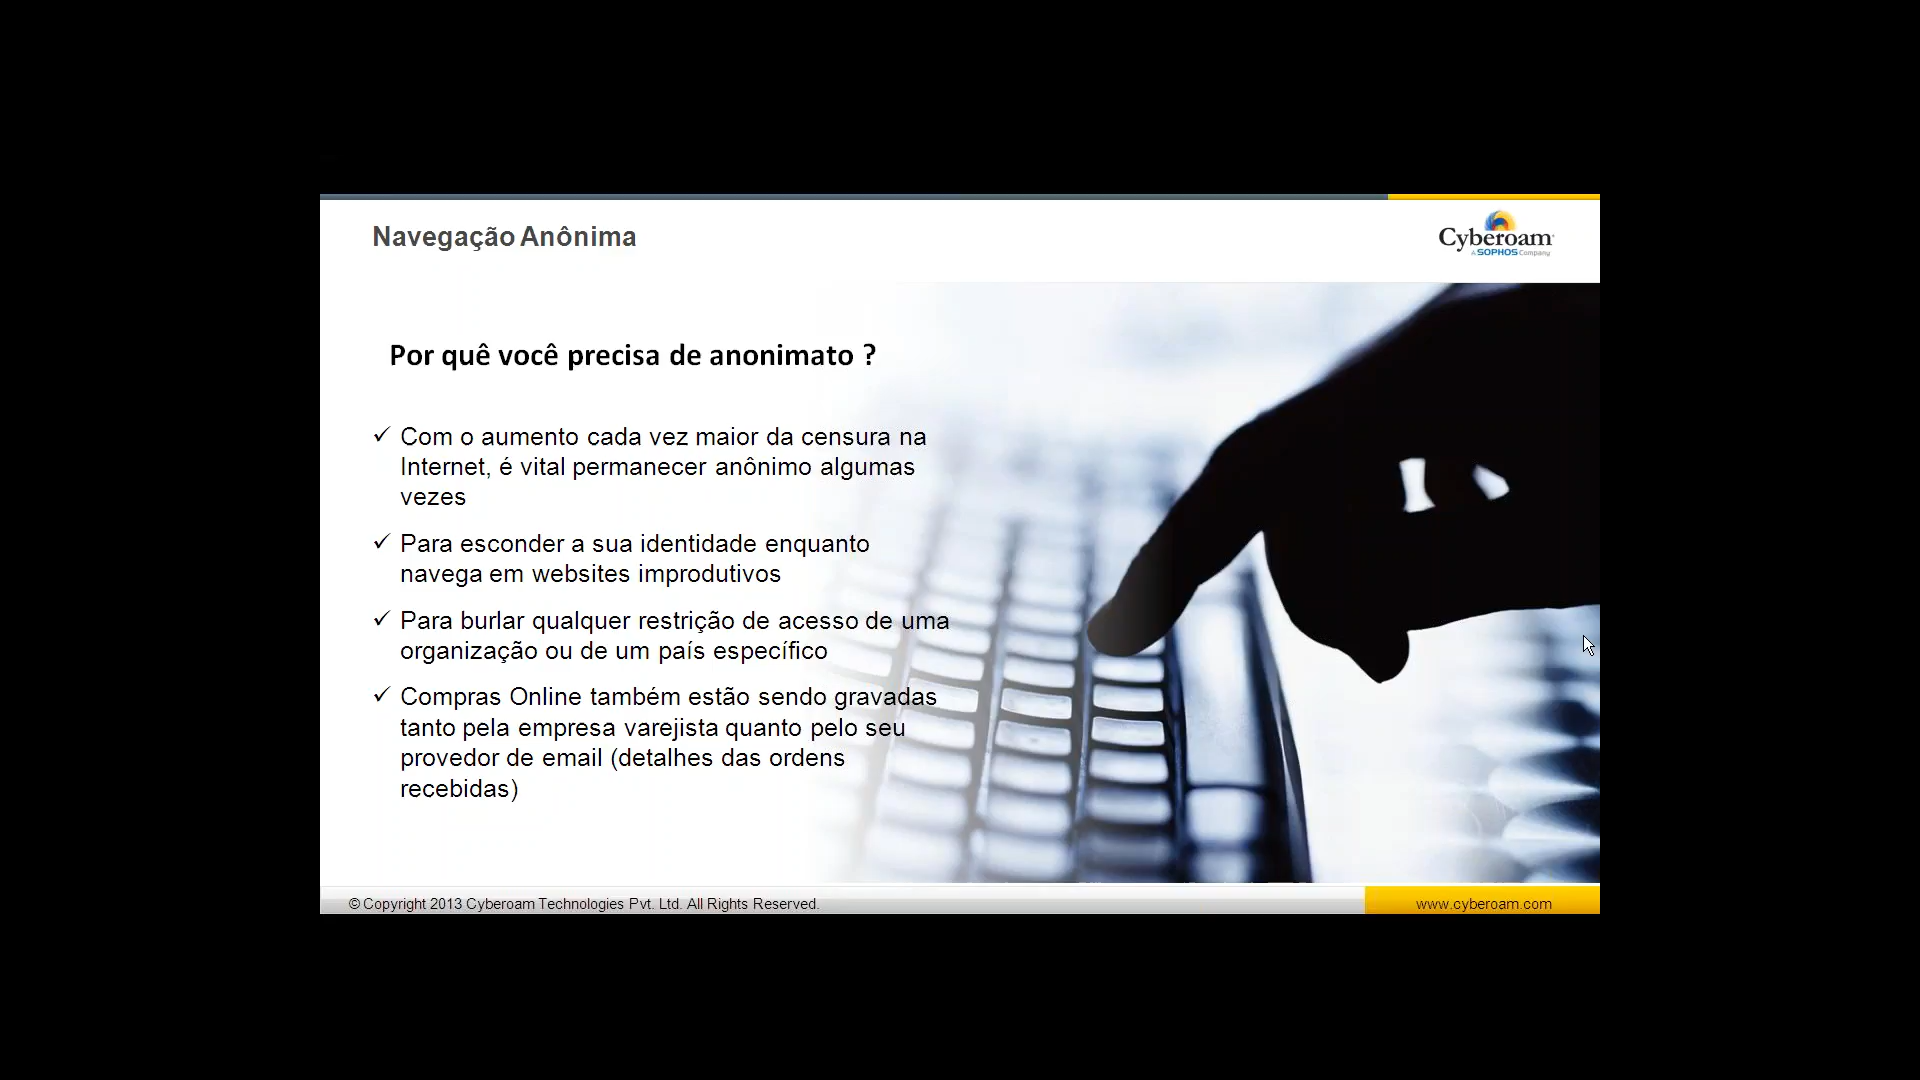 Navegação Anônima
Cyberoam
A SOPHOS Company
Por quê você precisa de anonimato ?
✓ Com o aumento cada vez maior da censura na
Internet, é vital permanecer anônimo algumas
vezes
✓ Para esconder a sua identidade enquanto
navega em websites improdutivos
✓ Para burlar qualquer restrição de acesso de uma
organização ou de um país específico
✓ Compras Online também estão sendo gravadas
tanto pela empresa varejista quanto pelo seu
provedor de email (detalhes das ordens
recebidas)
© Copyright 2013 Cyberoam Technologies Pvt. Ltd. All Rights Reserved.
www.cyberoam.com